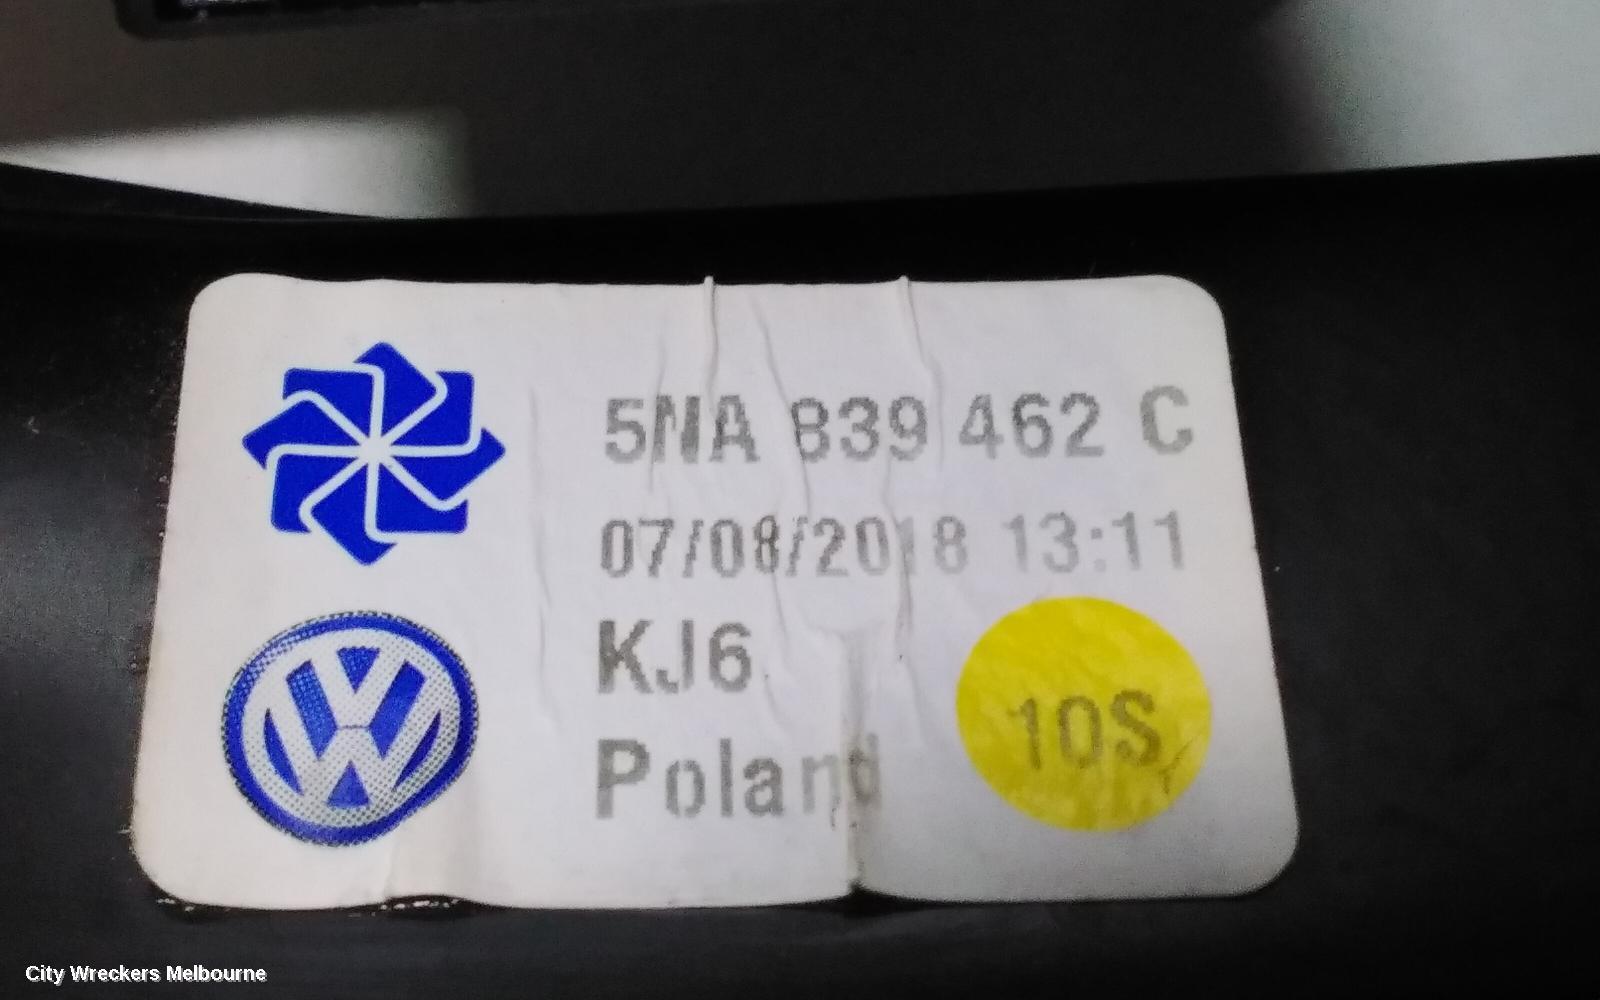 5NA 839 462 C
07/08/2018 13:11
KJ6
Poland
10S
City Wreckers Melbourne